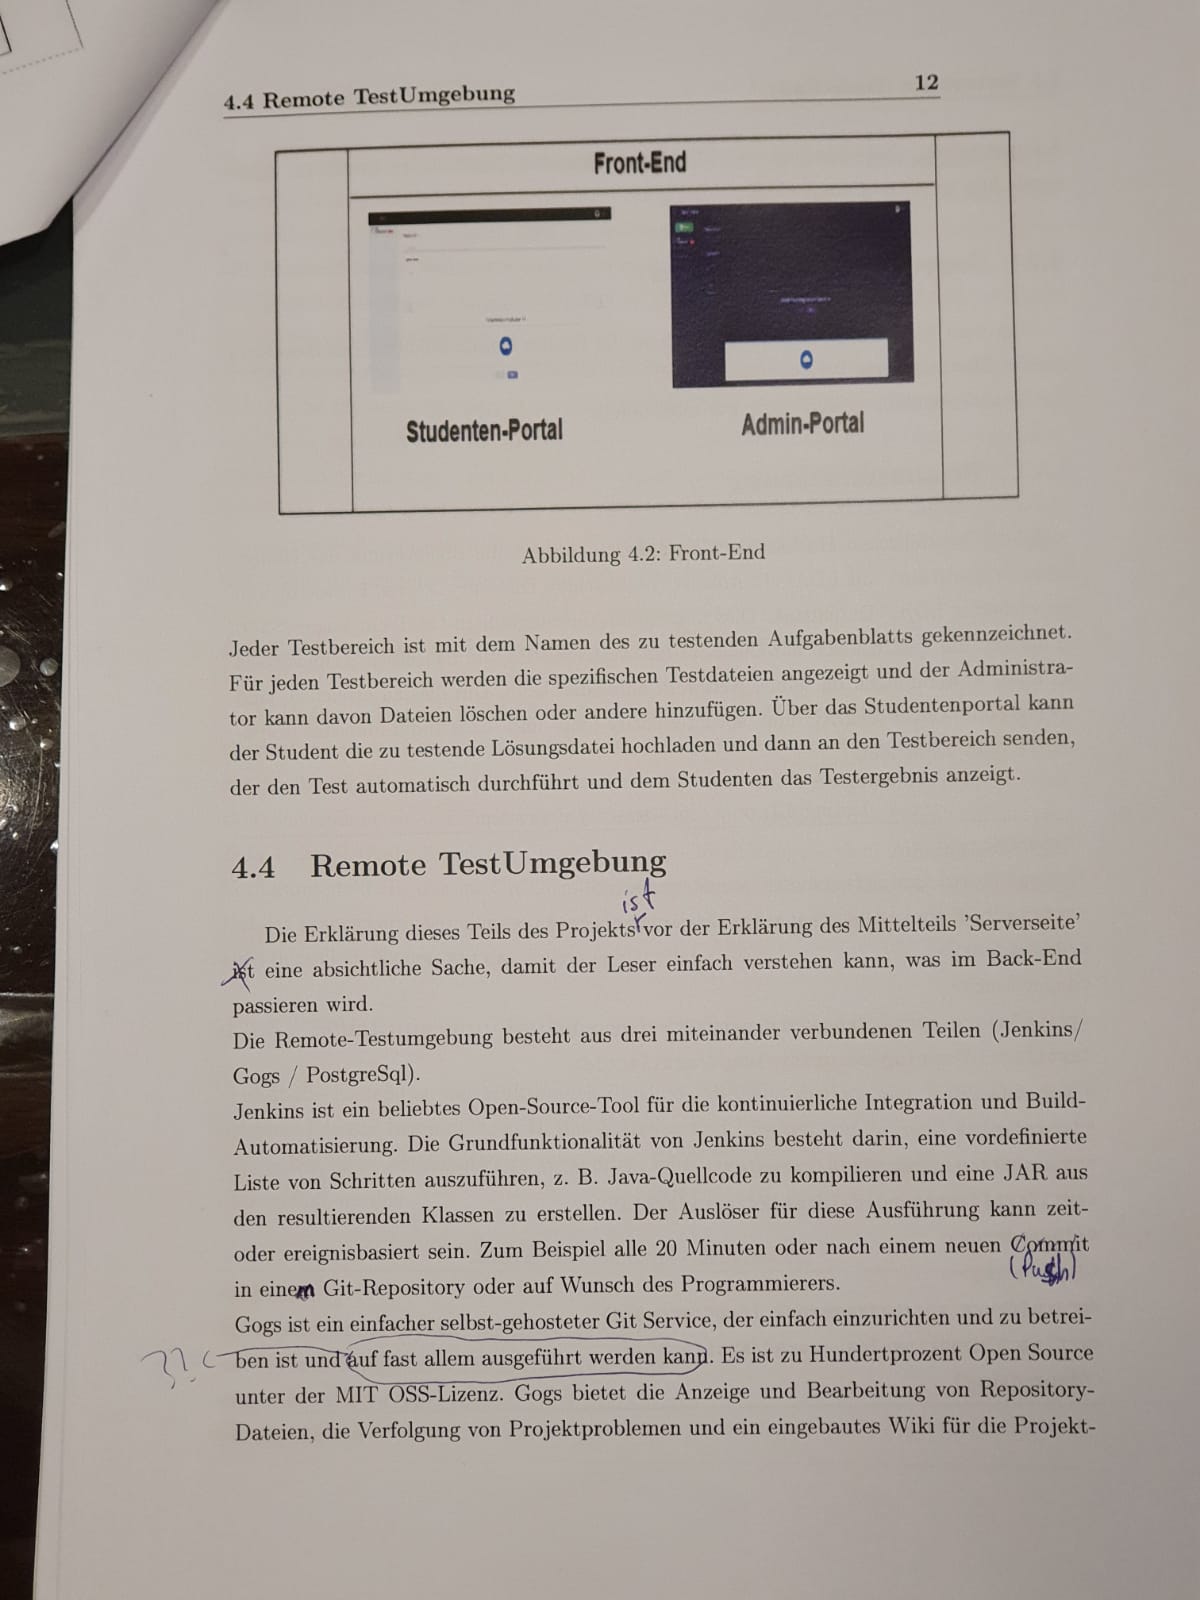 4.4 Remote TestUmgebung 12
Front-End
Studenten-Portal Admin-Portal
Abbildung 4.2: Front-End
Jeder Testbereich ist mit dem Namen des zu testenden Aufgabenblatts gekennzeichnet.
Für jeden Testbereich werden die spezifischen Testdateien angezeigt und der Administra-
tor kann davon Dateien löschen oder andere hinzufügen. Über das Studentenportal kann
der Student die zu testende Lösungsdatei hochladen und dann an den Testbereich senden,
der den Test automatisch durchführt und dem Studenten das Testergebnis anzeigt.
4.4 Remote TestUmgebung
ist
Die Erklärung dieses Teils des Projekts vor der Erklärung des Mittelteils 'Serverseite'
ist eine absichtliche Sache, damit der Leser einfach verstehen kann, was im Back-End
passieren wird.
Die Remote-Testumgebung besteht aus drei miteinander verbundenen Teilen (Jenkins/
Gogs / PostgreSql).
Jenkins ist ein beliebtes Open-Source-Tool für die kontinuierliche Integration und Build-
Automatisierung. Die Grundfunktionalität von Jenkins besteht darin, eine vordefinierte
Liste von Schritten auszuführen, z. B. Java-Quellcode zu kompilieren und eine JAR aus
den resultierenden Klassen zu erstellen. Der Auslöser für diese Ausführung kann zeit-
oder ereignisbasiert sein. Zum Beispiel alle 20 Minuten oder nach einem neuen Commit
(Push)
in einem Git-Repository oder auf Wunsch des Programmierers.
Gogs ist ein einfacher selbst-gehosteter Git Service, der einfach einzurichten und zu betrei-
?? ben ist und auf fast allem ausgeführt werden kann. Es ist zu Hundertprozent Open Source
unter der MIT OSS-Lizenz. Gogs bietet die Anzeige und Bearbeitung von Repository-
Dateien, die Verfolgung von Projektproblemen und ein eingebautes Wiki für die Projekt-